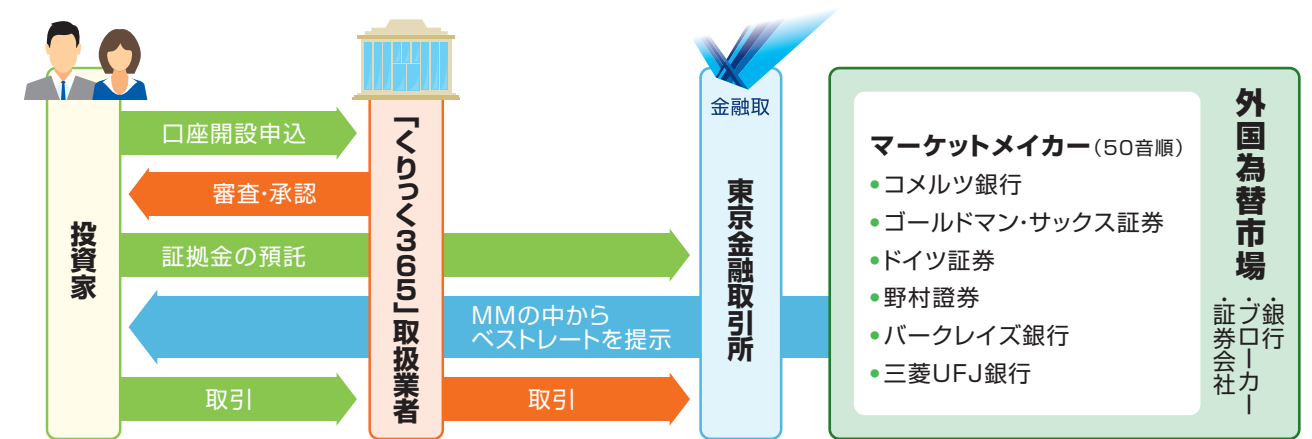 投資家
口座開設申込
審査・承認
証拠金の預託
MMの中から
ベストレートを提示
取引
「くりっく365」取扱業者
取引
金融取
東京金融取引所
マーケットメイカー（50音順）
●コメルツ銀行
●ゴールドマン・サックス証券
●ドイツ証券
●野村證券
●バークレイズ銀行
●三菱UFJ銀行
外国為替市場
・銀行
・ブローカー
・証券会社